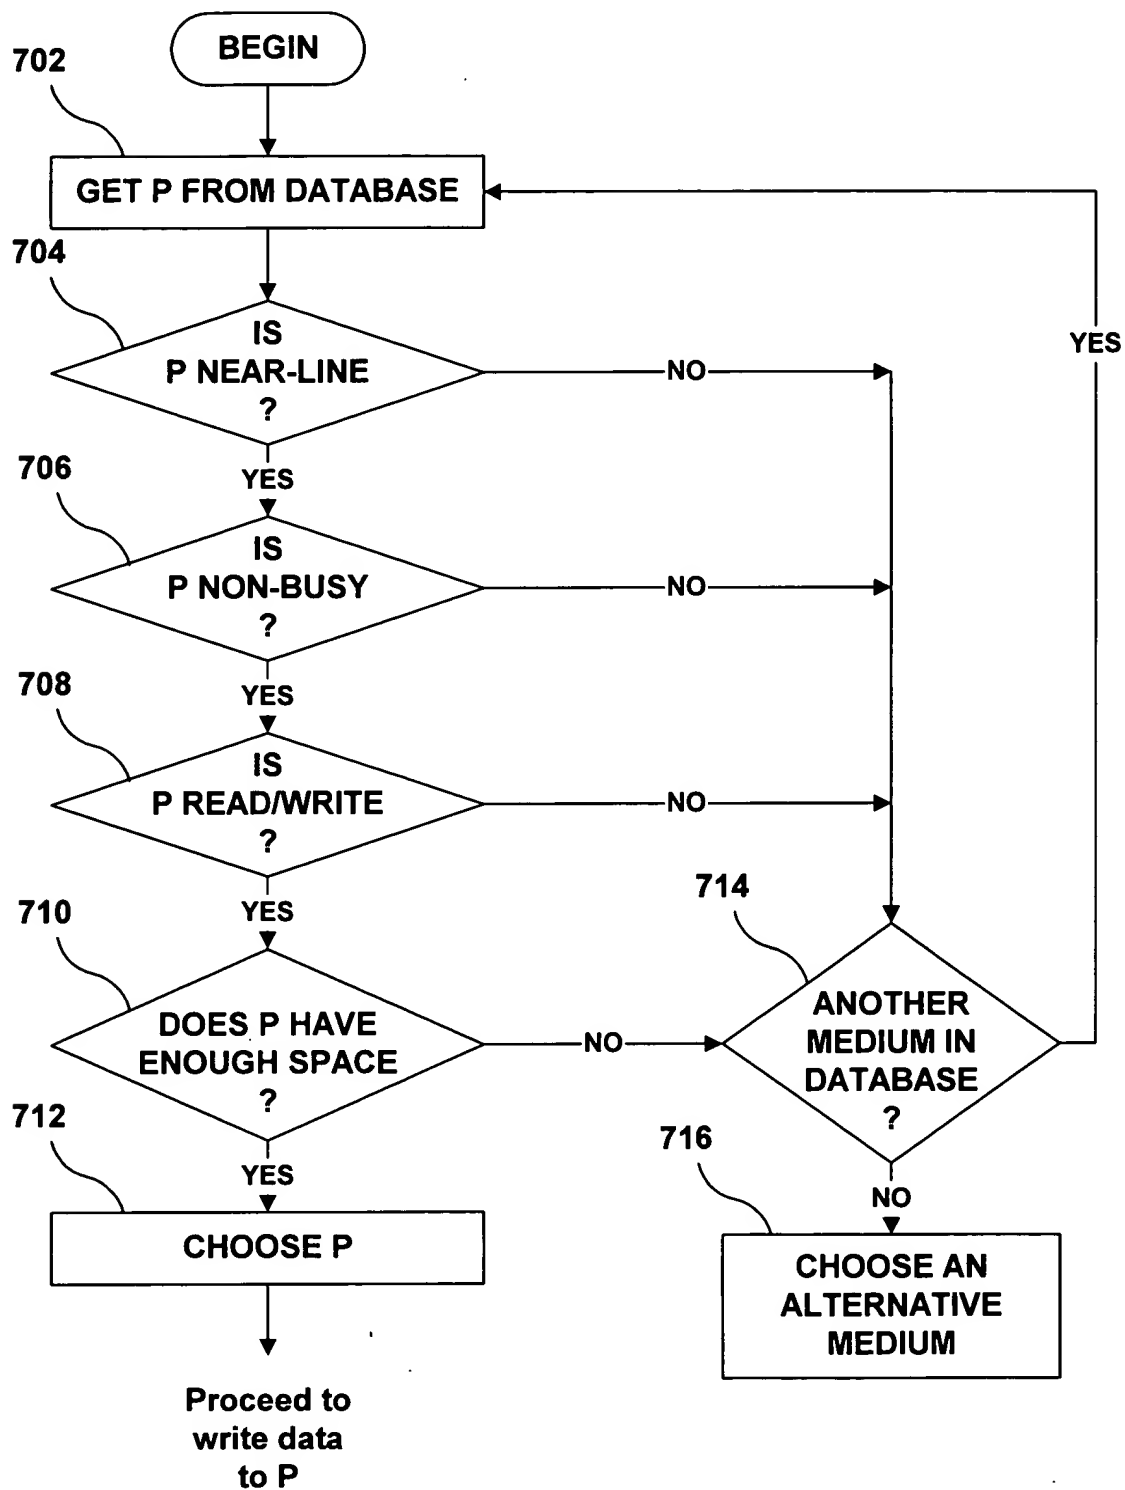 BEGIN
702
GET P FROM DATABASE
704
IS
P NEAR-LINE
?
NO
YES
YES
706
IS
P NON-BUSY
?
NO
YES
708
IS
P READ/WRITE
?
NO
YES
710
DOES P HAVE
ENOUGH SPACE
?
NO
714
ANOTHER
MEDIUM IN
DATABASE
?
YES
712
CHOOSE P
716
NO
CHOOSE AN
ALTERNATIVE
MEDIUM
Proceed to
write data
to P